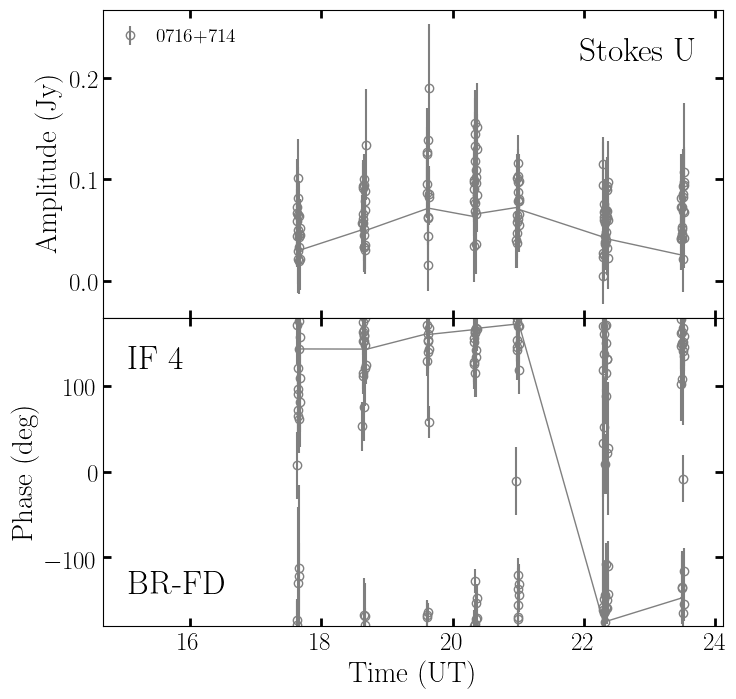 0716+714
Stokes U
Amplitude (Jy)
0.2
0.1
0.0
IF 4
Phase (deg)
100
0
−100
BR-FD
16 18 20 22 24
Time (UT)